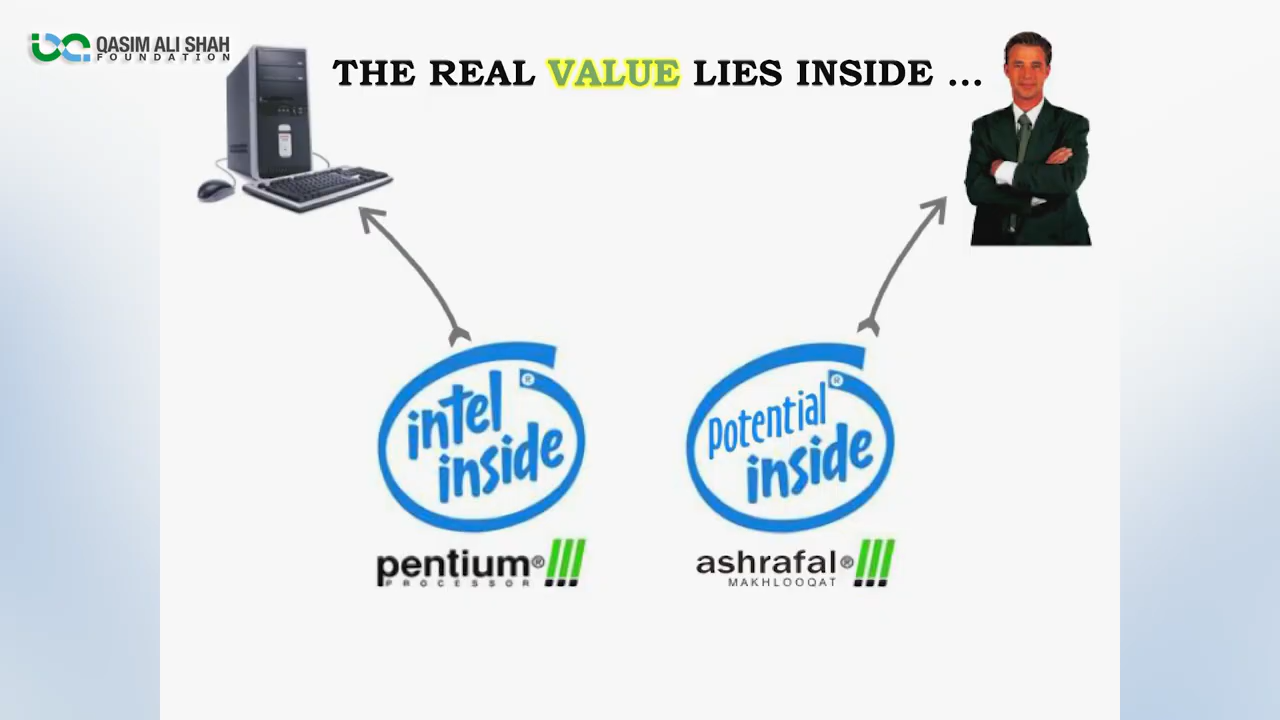 QASIM ALI SHAH
FOUNDATION
THE REAL VALUE LIES INSIDE ...
intel®
inside
pentium®
PROCESSOR
potential®
inside
ashrafal®
MAKHLOOQAT